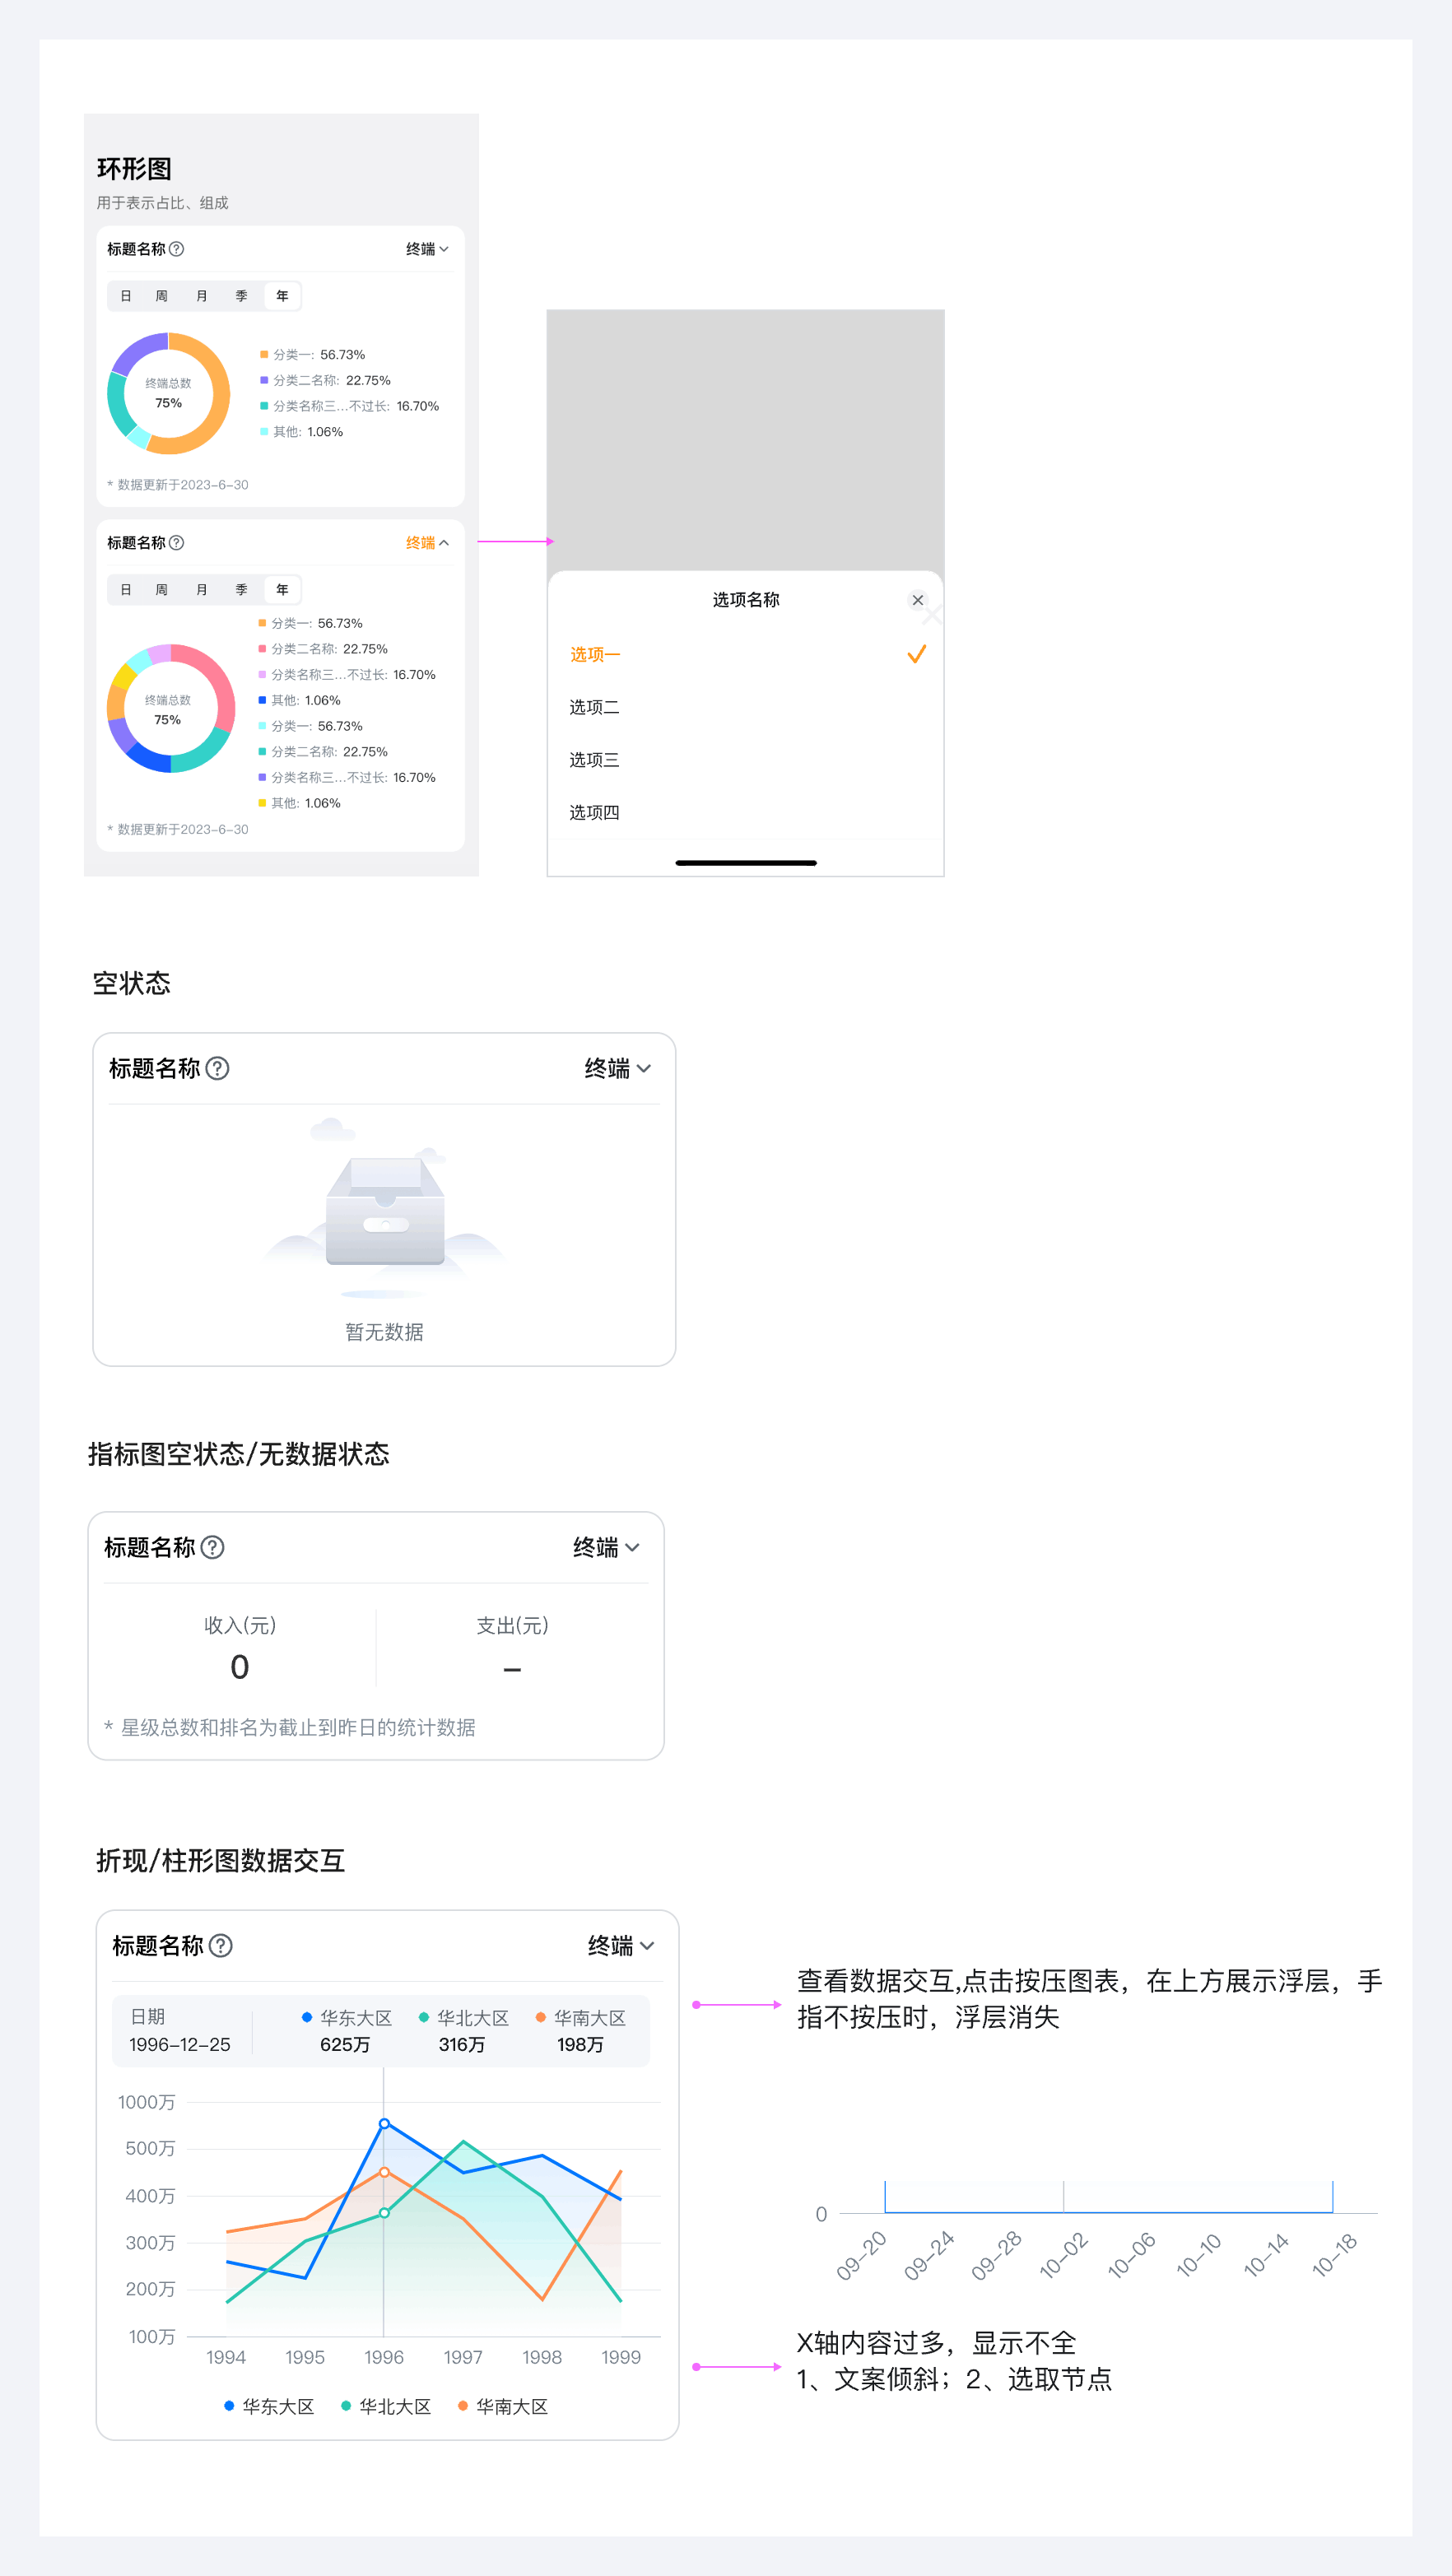 环形图
用于表示占比、组成
标题名称 终端
日 周 月 季 年
终端总数
75%
分类一: 56.73%
分类二名称: 22.75%
分类名称三...不过长: 16.70%
其他: 1.06%
* 数据更新于2023-6-30
标题名称 终端
日 周 月 季 年
终端总数
75%
分类一: 56.73%
分类二名称: 22.75%
分类名称三...不过长: 16.70%
其他: 1.06%
分类一: 56.73%
分类二名称: 22.75%
分类名称三...不过长: 16.70%
其他: 1.06%
* 数据更新于2023-6-30
选项名称
选项一
选项二
选项三
选项四
空状态
标题名称 终端
暂无数据
指标图空状态/无数据状态
标题名称 终端
收入(元) 支出(元)
0 –
* 星级总数和排名为截止到昨日的统计数据
折现/柱形图数据交互
标题名称 终端
日期 华东大区 华北大区 华南大区
1996-12-25 625万 316万 198万
1000万
500万
400万
300万
200万
100万
1994 1995 1996 1997 1998 1999
华东大区 华北大区 华南大区
查看数据交互,点击按压图表，在上方展示浮层，手
指不按压时，浮层消失
0
09-20 09-24 09-28 10-02 10-06 10-10 10-14 10-18
X轴内容过多，显示不全
1、文案倾斜；2、选取节点